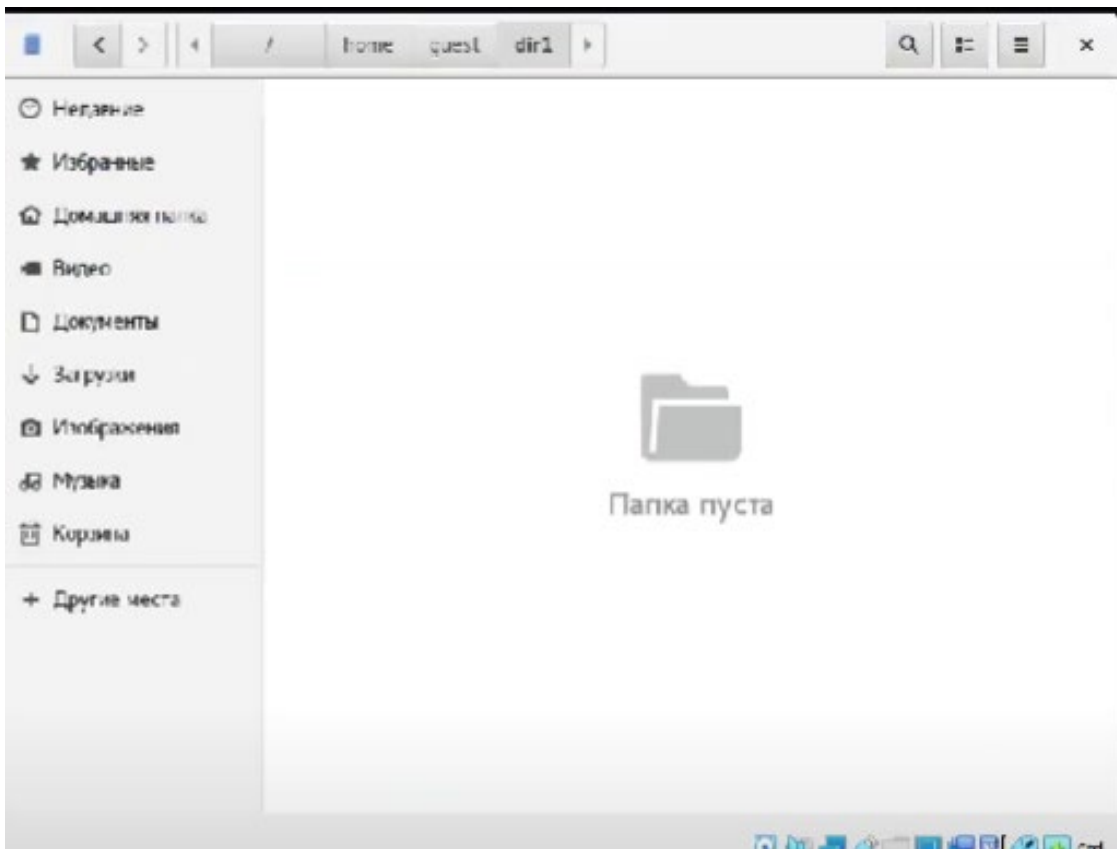 / home guest dir1
Недавние
Избранные
Домашняя папка
Видео
Документы
Загрузки
Изображения
Музыка
Корзина
Другие места
Папка пуста